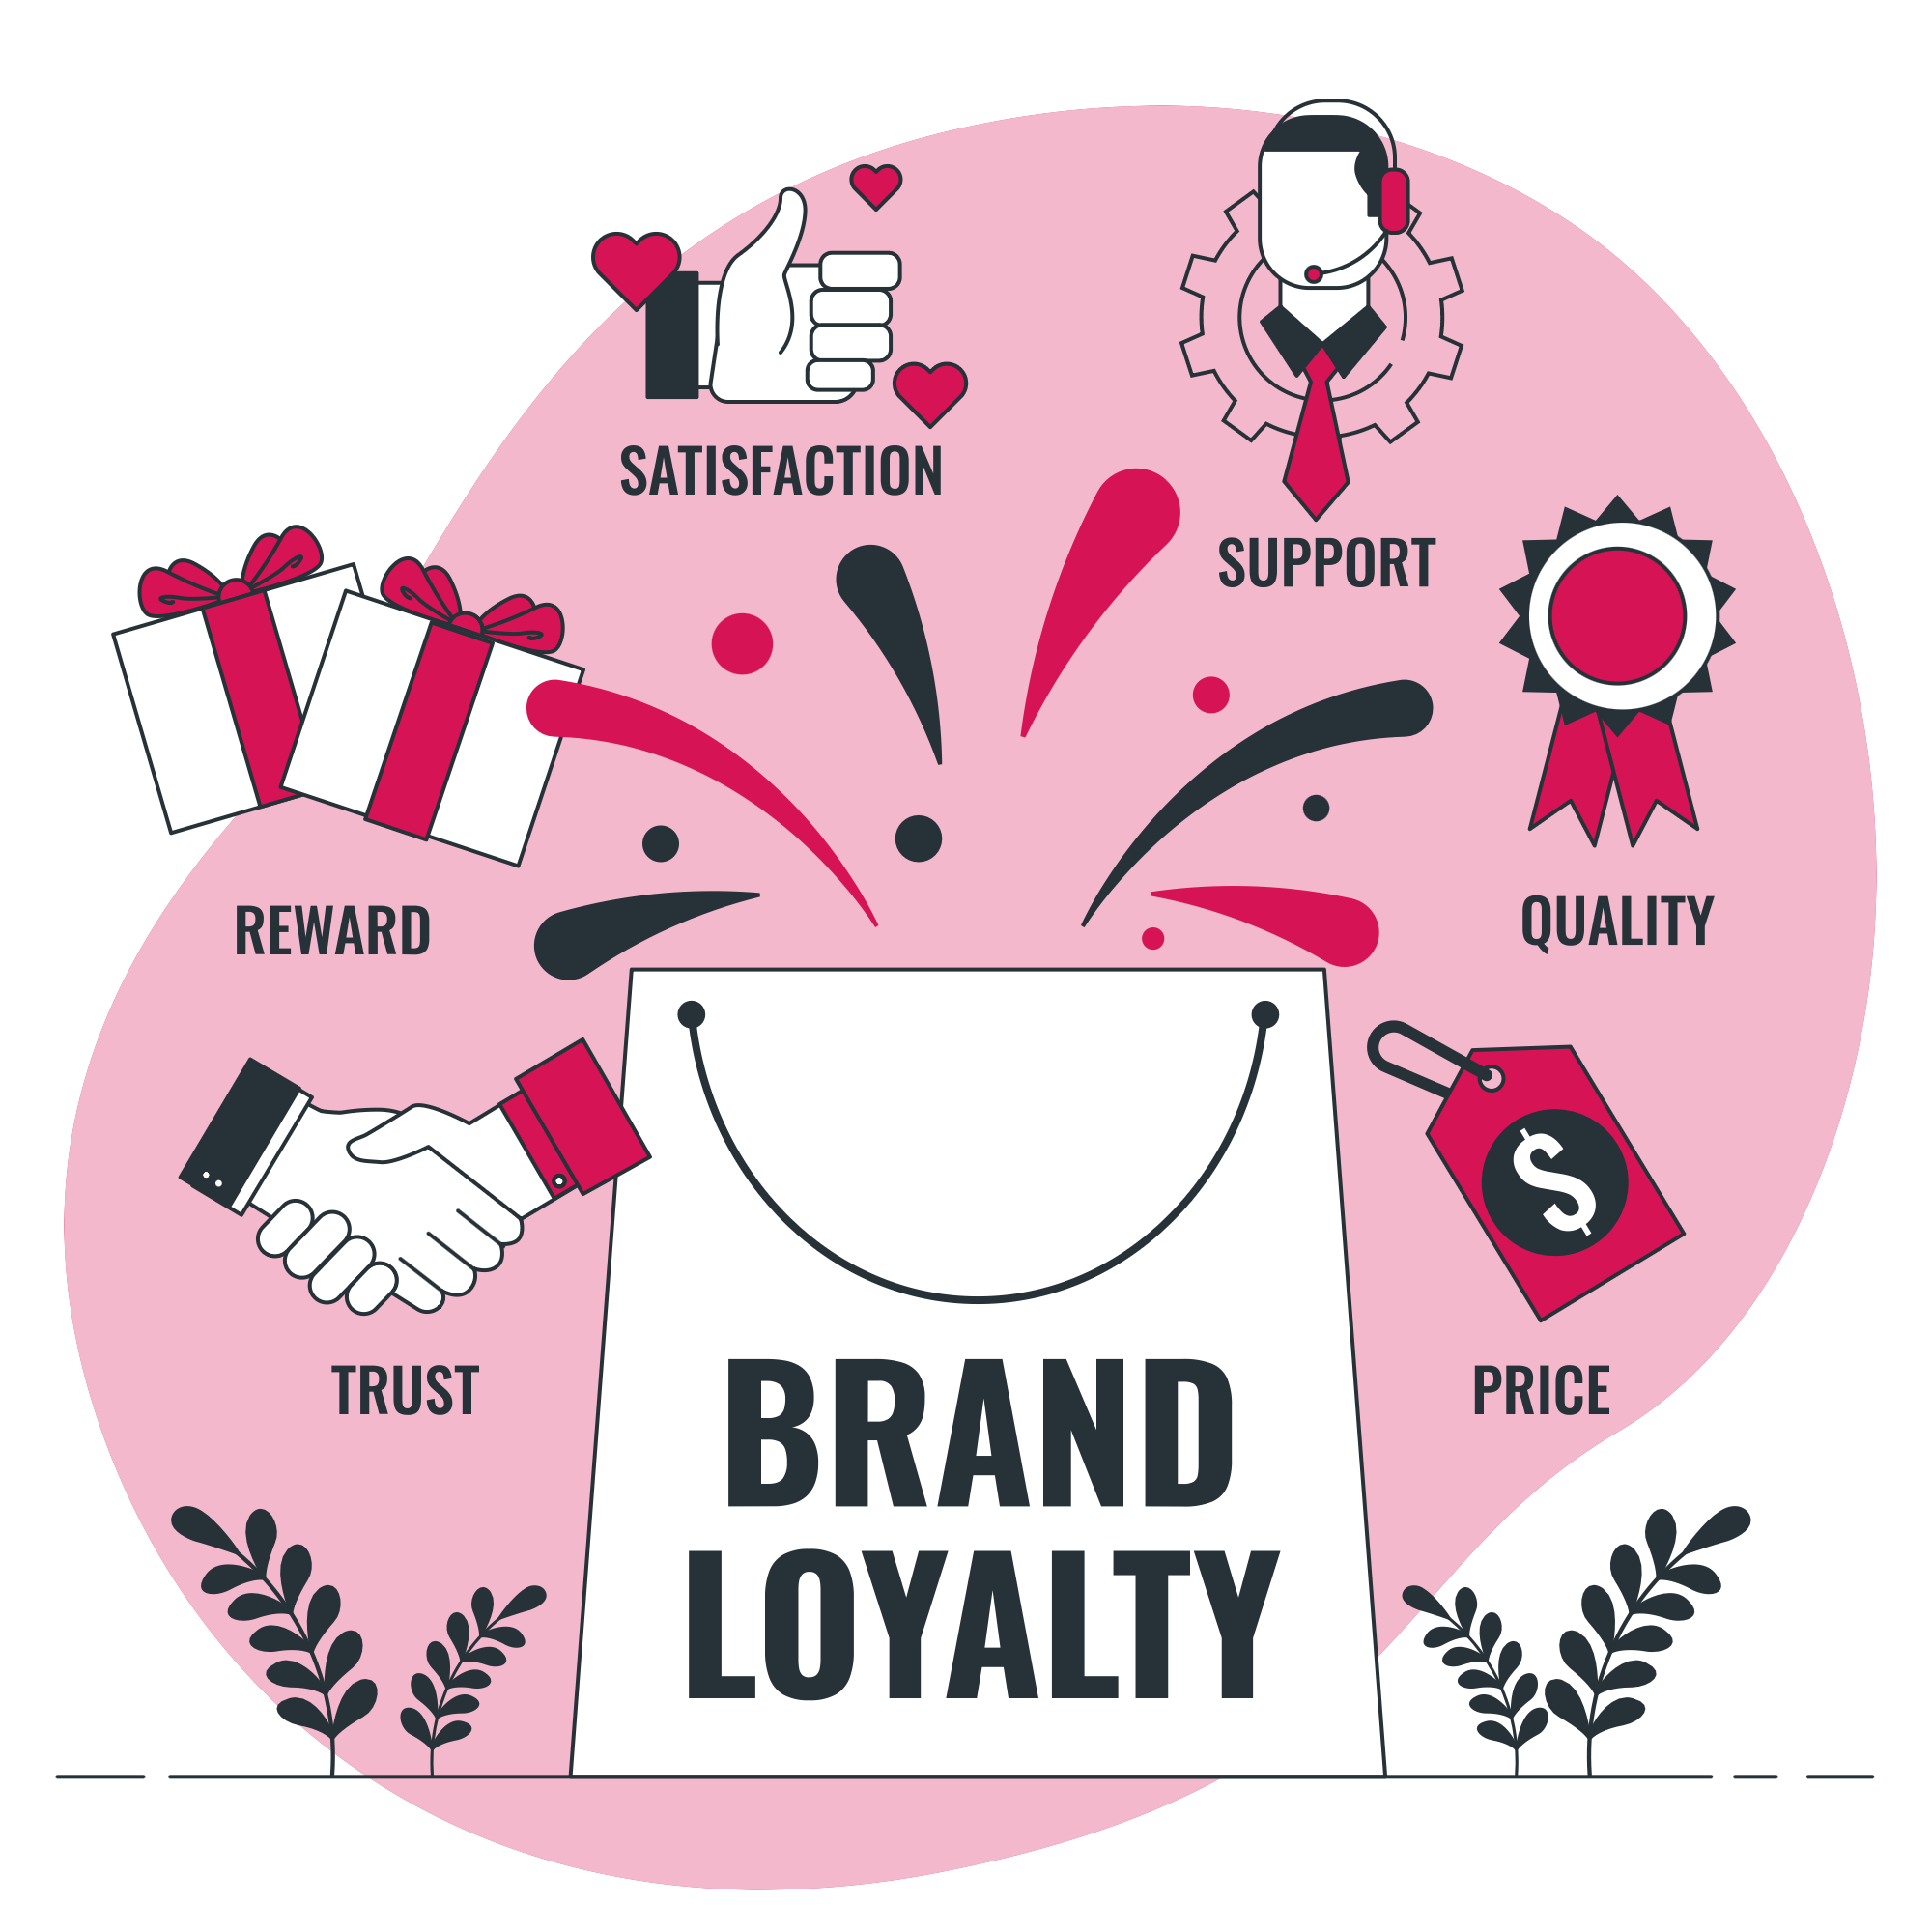 SATISFACTION
SUPPORT
REWARD
QUALITY
TRUST
PRICE
$
BRAND
LOYALTY